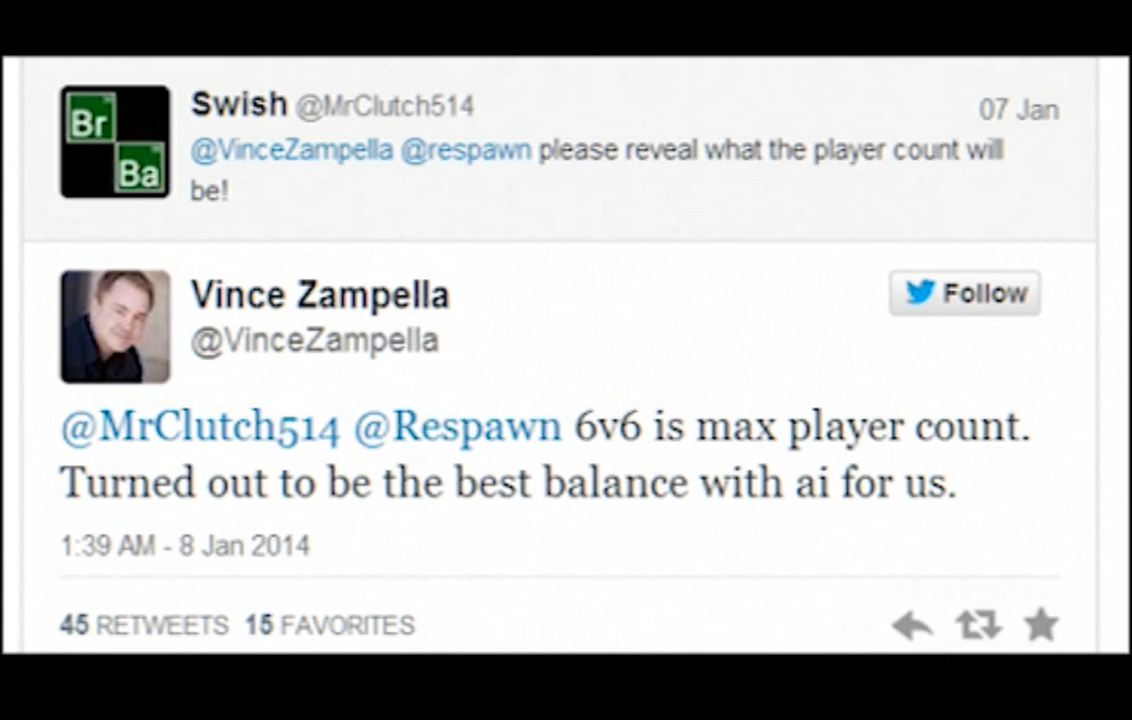 Br
Ba
Swish @MrClutch514
07 Jan
@VinceZampella @respawn please reveal what the player count will
be!
Vince Zampella
@VinceZampella
Follow
@MrClutch514 @Respawn 6v6 is max player count.
Turned out to be the best balance with ai for us.
1:39 AM - 8 Jan 2014
45 RETWEETS 15 FAVORITES